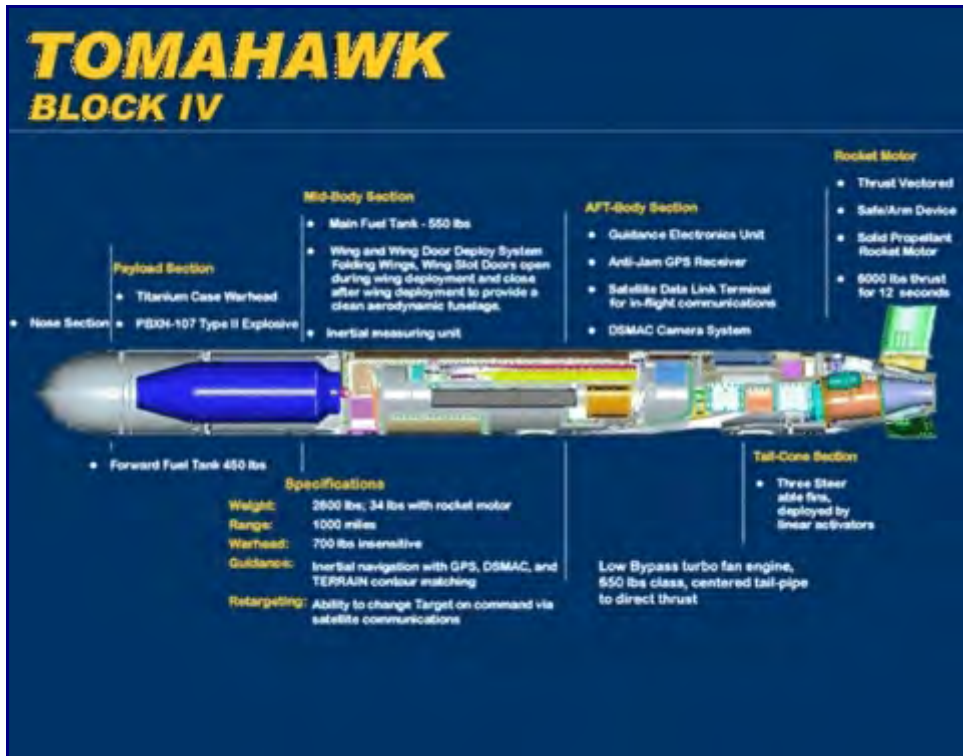 TOMAHAWK
BLOCK IV
Rocket Motor
• Thrust Vectored
• Safe/Arm Device
• Solid Propellant
Rocket Motor
• 6000 lbs thrust
for 12 seconds
Mid-Body Section
• Main Fuel Tank - 550 lbs
• Wing and Wing Door Deploy System
Folding Wings, Wing Slot Doors open
during wing deployment and close
after wing deployment to provide a
clean aerodynamic fuselage.
• Inertial measuring unit
AFT-Body Section
• Guidance Electronics Unit
• Anti-Jam GPS Receiver
• Satellite Data Link Terminal
for in-flight communications
• DSMAC Camera System
Payload Section
• Titanium Case Warhead
• PBXN-107 Type II Explosive
• Nose Section
• Forward Fuel Tank 450 lbs
Tail-Cone Section
• Three Steer
able fins,
deployed by
linear activators
Specifications
Weight: 2600 lbs; 34 lbs with rocket motor
Range: 1000 miles
Warhead: 700 lbs insensitive
Guidance: Inertial navigation with GPS, DSMAC, and
TERRAIN contour matching
Retargeting: Ability to change Target on command via
satellite communications
Low Bypass turbo fan engine,
650 lbs class, centered tail-pipe
to direct thrust